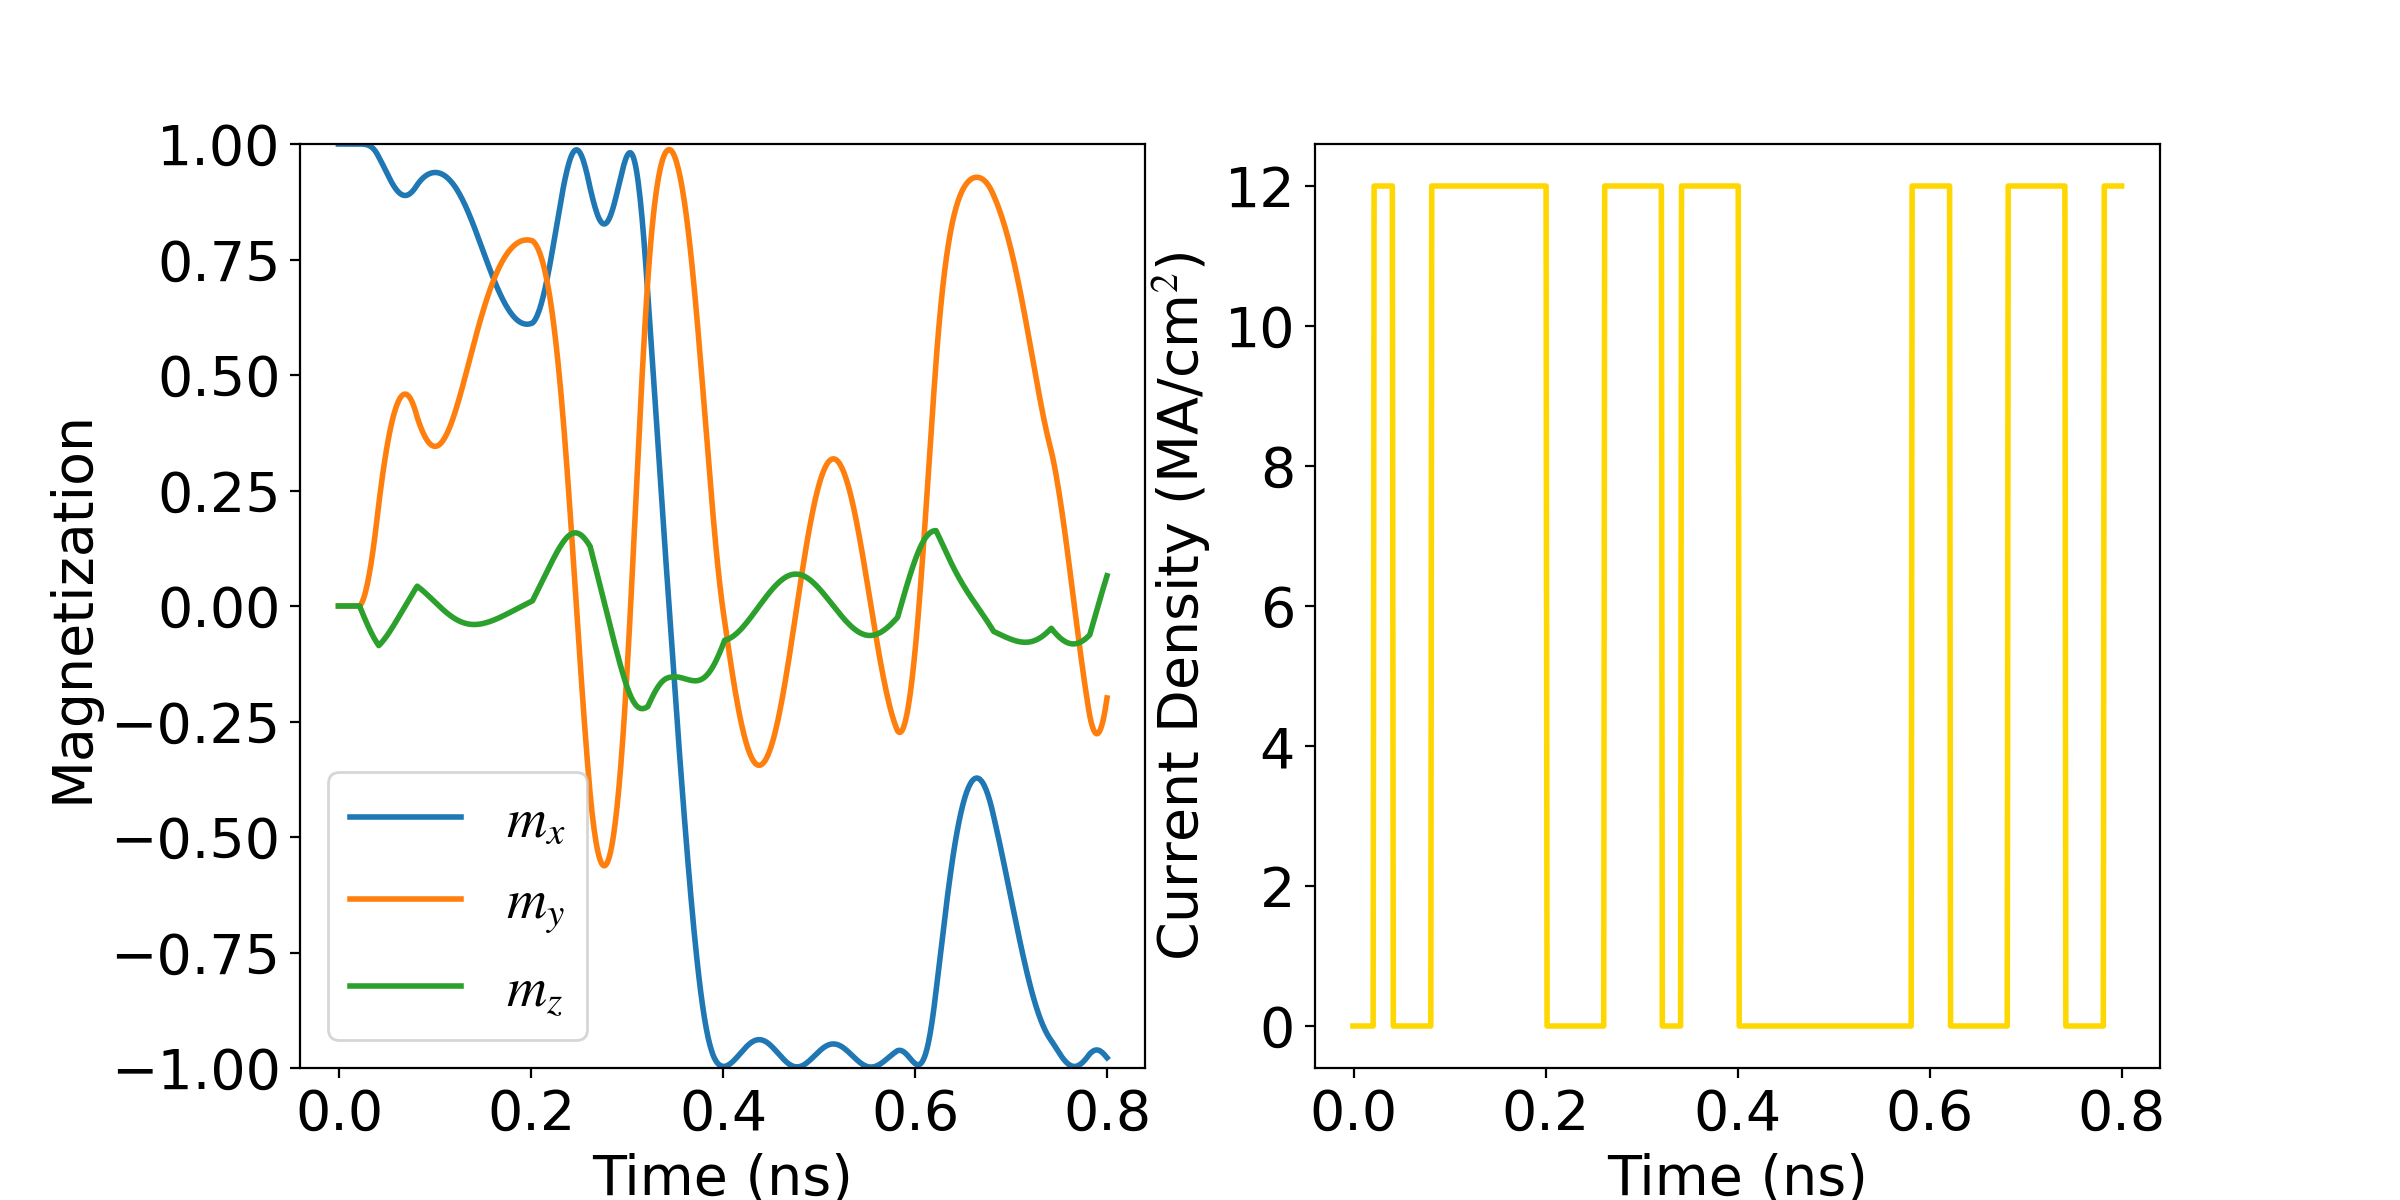 1.00
0.75
0.50
0.25
0.00
−0.25
−0.50
−0.75
−1.00
Magnetization
m_x
m_y
m_z
0.0 0.2 0.4 0.6 0.8
Time (ns)
12
10
8
6
4
2
0
Current Density (MA/cm²)
0.0 0.2 0.4 0.6 0.8
Time (ns)